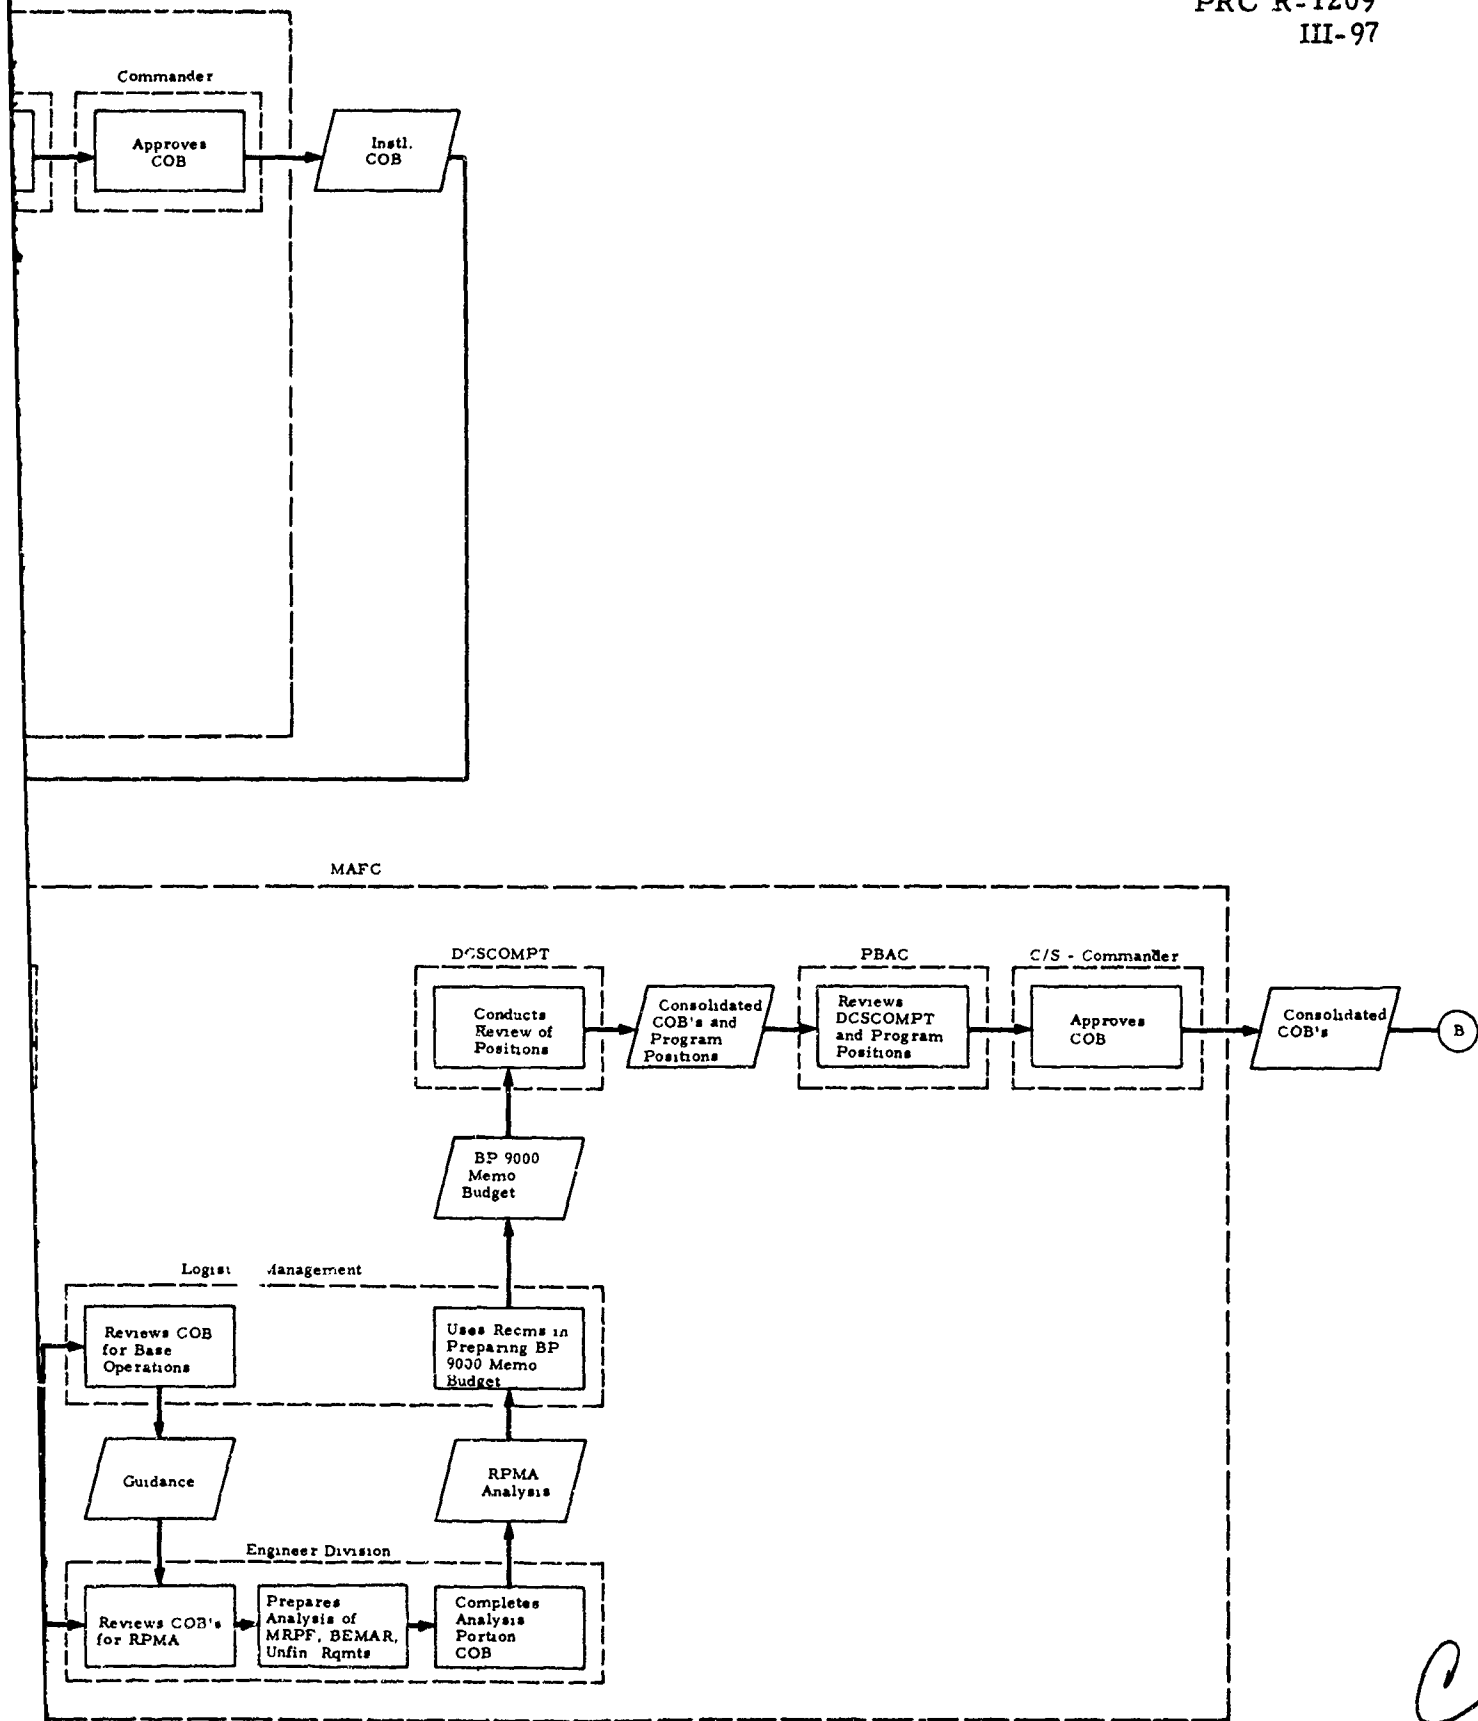 PRC R-1209
III-97
Commander
Approves
COB
Instl.
COB
MAFC
DCSCOMPT
Conducts
Review of
Positions
Consolidated
COB's and
Program
Positions
PBAC
Reviews
DCSCOMPT
and Program
Positions
C/S - Commander
Approves
COB
Consolidated
COB's
B
BP 9000
Memo
Budget
Management
Reviews COB
for Base
Operations
Uses Recms in
Preparing BP
9000 Memo
Budget
Guidance
RPMA
Analysis
Engineer Division
Reviews COB's
for RPMA
Prepares
Analysis of
MRPF, BEMAR,
Unfin Rqmts
Completes
Analysis
Portion
COB
C